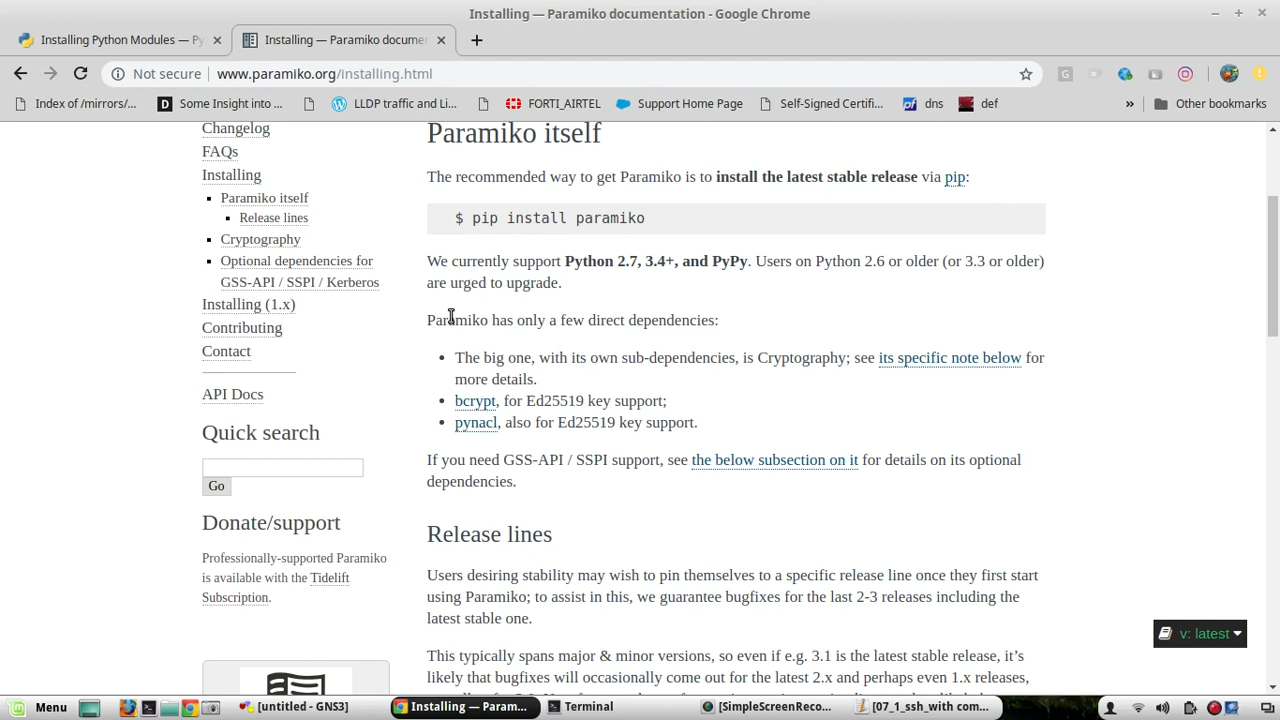 Installing — Paramiko documentation - Google Chrome
Installing Python Modules — Py
Installing — Paramiko documen
Not secure www.paramiko.org/installing.html
Index of /mirrors/...
Some Insight into ...
LLDP traffic and Li...
FORTI_AIRTEL
Support Home Page
Self-Signed Certifi...
dns
def
»
Other bookmarks
Changelog
FAQs
Installing
Paramiko itself
Release lines
Cryptography
Optional dependencies for
GSS-API / SSPI / Kerberos
Installing (1.x)
Contributing
Contact
API Docs
Quick search
Go
Donate/support
Professionally-supported Paramiko
is available with the Tidelift
Subscription.
Paramiko itself
The recommended way to get Paramiko is to install the latest stable release via pip:
$ pip install paramiko
We currently support Python 2.7, 3.4+, and PyPy. Users on Python 2.6 or older (or 3.3 or older)
are urged to upgrade.
Paramiko has only a few direct dependencies:
The big one, with its own sub-dependencies, is Cryptography; see its specific note below for
more details.
bcrypt, for Ed25519 key support;
pynacl, also for Ed25519 key support.
If you need GSS-API / SSPI support, see the below subsection on it for details on its optional
dependencies.
Release lines
Users desiring stability may wish to pin themselves to a specific release line once they first start
using Paramiko; to assist in this, we guarantee bugfixes for the last 2-3 releases including the
latest stable one.
This typically spans major & minor versions, so even if e.g. 3.1 is the latest stable release, it's
likely that bugfixes will occasionally come out for the latest 2.x and perhaps even 1.x releases,
v: latest
Menu
[untitled - GNS3]
Installing — Param...
Terminal
[SimpleScreenReco...
[07_1_ssh_with com...